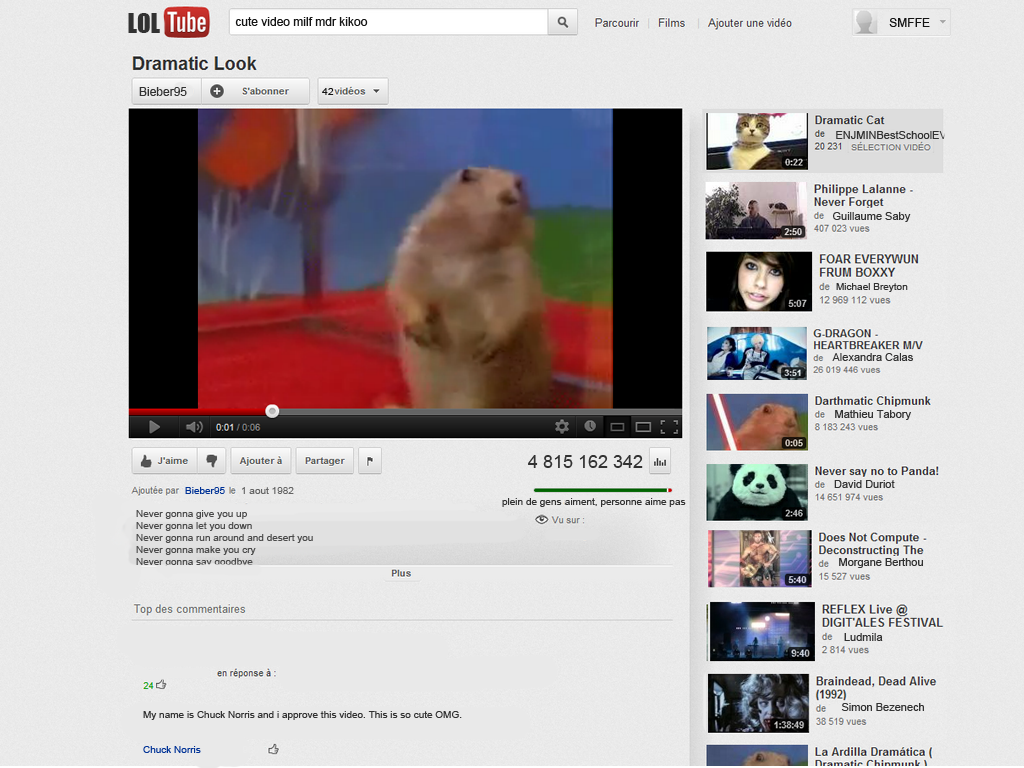 LOL Tube
cute video milf mdr kikoo
Parcourir
Films
Ajouter une vidéo
SMFFE
Dramatic Look
Bieber95
S'abonner
42vidéos
0:01 / 0:06
J'aime
Ajouter à
Partager
4 815 162 342
Ajoutée par Bieber95 le 1 aout 1982
plein de gens aiment, personne aime pas
Vu sur :
Never gonna give you up
Never gonna let you down
Never gonna run around and desert you
Never gonna make you cry
Never gonna say goodbye
Plus
Top des commentaires
en réponse à :
24
My name is Chuck Norris and i approve this video. This is so cute OMG.
Chuck Norris
0:22
Dramatic Cat
de ENJMINBestSchoolEV
20 231 SÉLECTION VIDÉO
2:50
Philippe Lalanne -
Never Forget
de Guillaume Saby
407 023 vues
5:07
FOAR EVERYWUN
FRUM BOXXY
de Michael Breyton
12 969 112 vues
3:51
G-DRAGON -
HEARTBREAKER M/V
de Alexandra Calas
26 019 446 vues
0:05
Darthmatic Chipmunk
de Mathieu Tabory
8 183 243 vues
2:46
Never say no to Panda!
de David Duriot
14 651 974 vues
5:40
Does Not Compute -
Deconstructing The
de Morgane Berthou
15 527 vues
9:40
REFLEX Live @
DIGIT'ALES FESTIVAL
de Ludmila
2 814 vues
1:38:49
Braindead, Dead Alive
(1992)
de Simon Bezenech
38 519 vues
La Ardilla Dramática (
Dramatic Chipmunk )